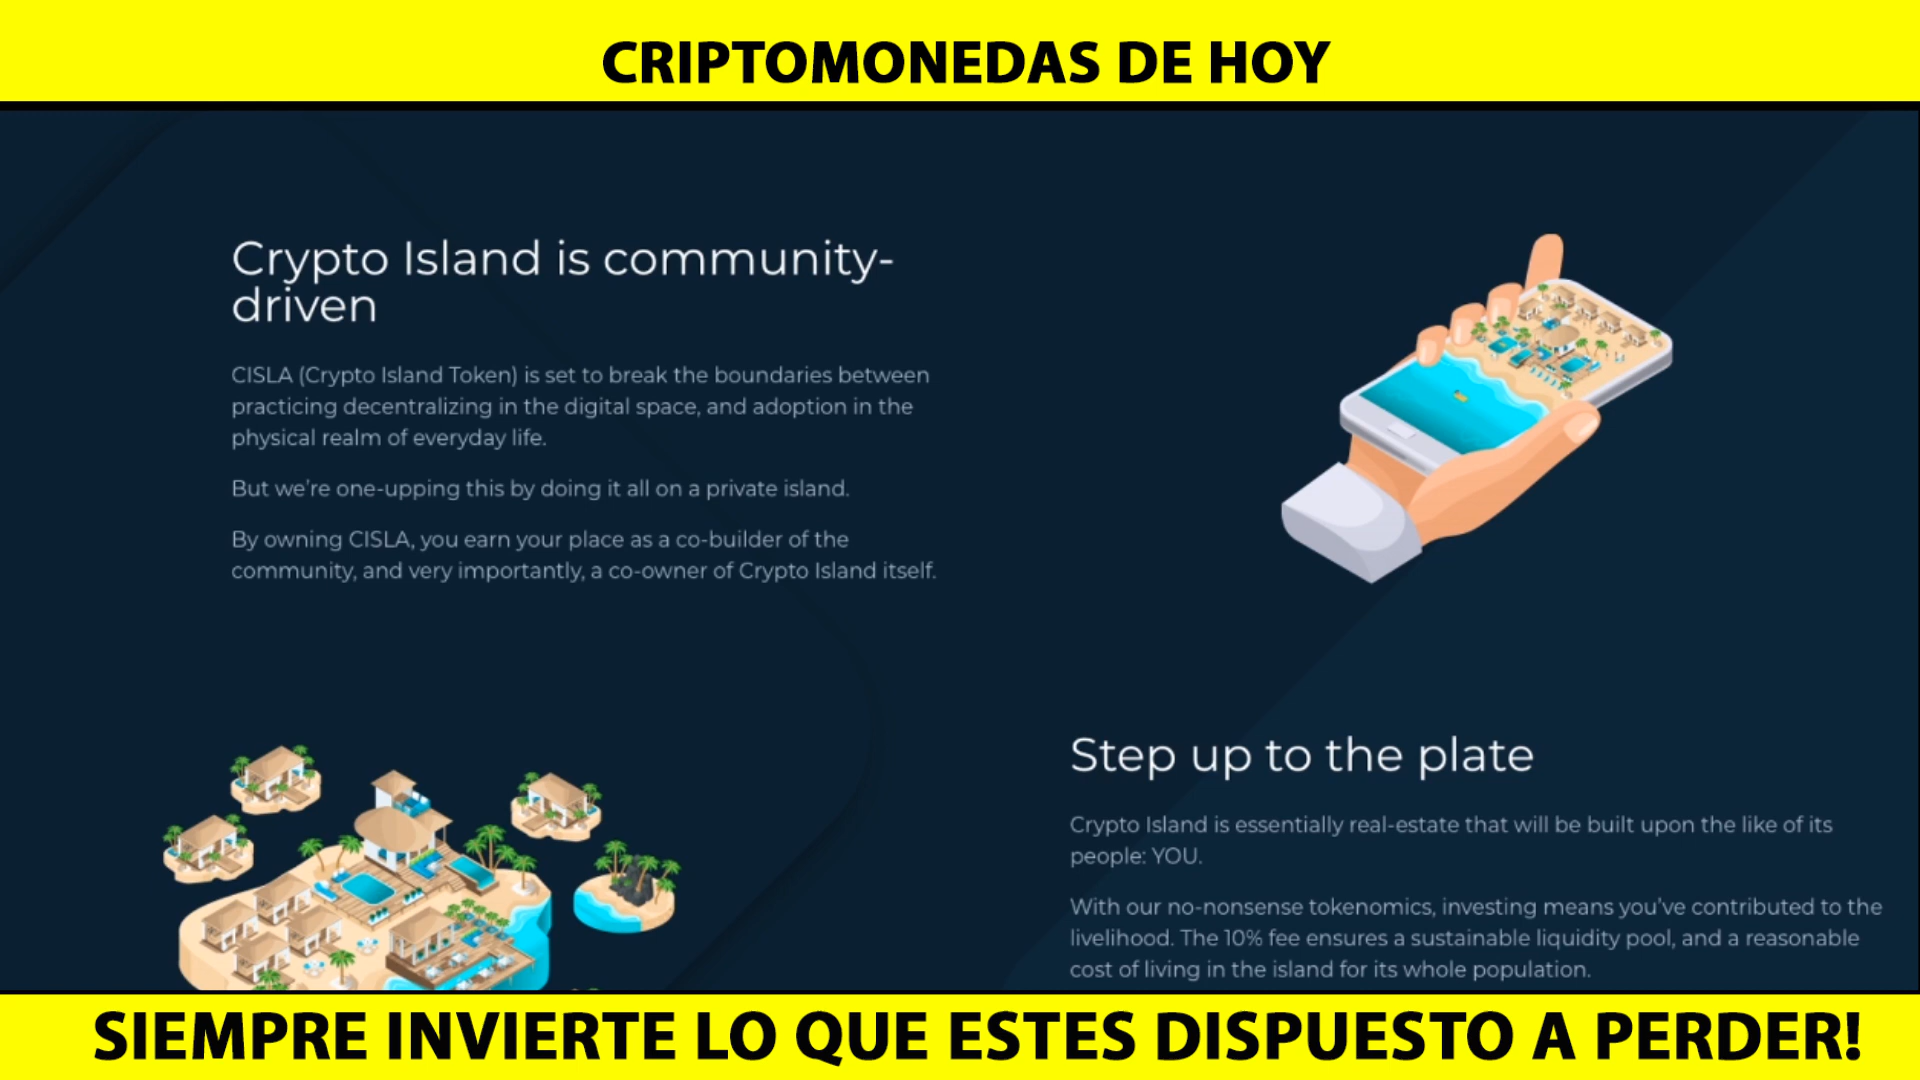 CRIPTOMONEDAS DE HOY
Crypto Island is community-
driven
CISLA (Crypto Island Token) is set to break the boundaries between
practicing decentralizing in the digital space, and adoption in the
physical realm of everyday life.
But we're one-upping this by doing it all on a private island.
By owning CISLA, you earn your place as a co-builder of the
community, and very importantly, a co-owner of Crypto Island itself.
Step up to the plate
Crypto Island is essentially real-estate that will be built upon the like of its
people: YOU.
With our no-nonsense tokenomics, investing means you've contributed to the
livelihood. The 10% fee ensures a sustainable liquidity pool, and a reasonable
cost of living in the island for its whole population.
SIEMPRE INVIERTE LO QUE ESTES DISPUESTO A PERDER!